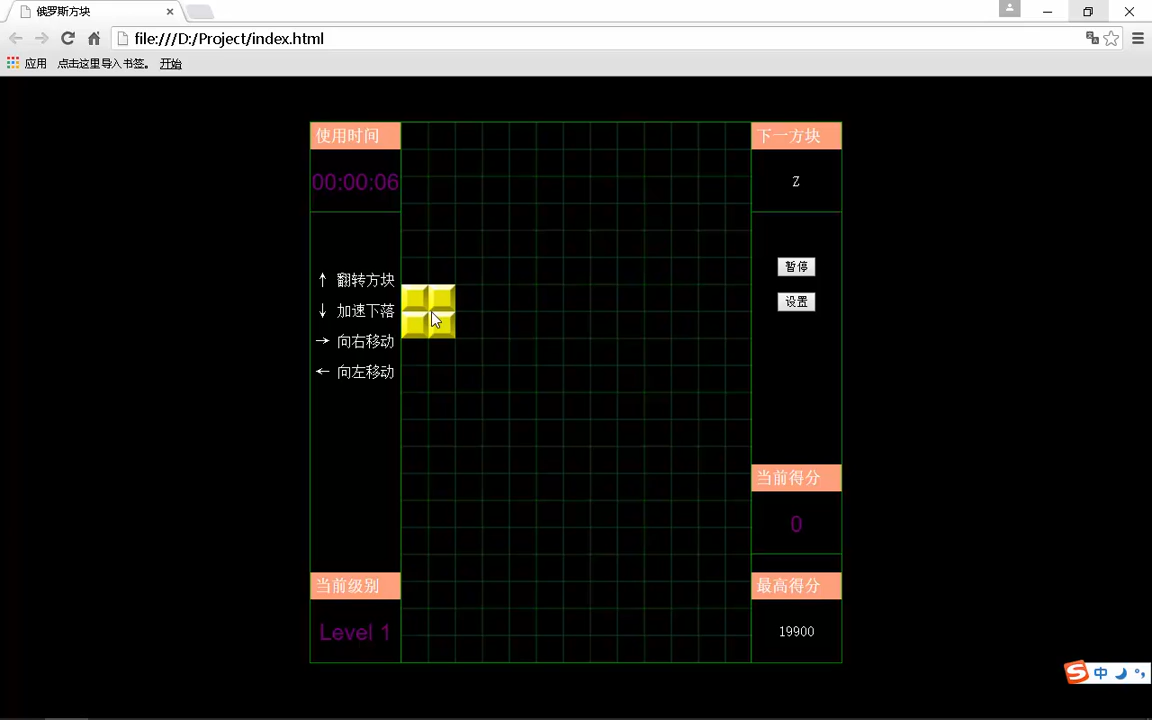 俄罗斯方块
file:///D:/Project/index.html
应用 点击这里导入书签。 开始
使用时间
00:00:06
↑ 翻转方块
↓ 加速下落
→ 向右移动
← 向左移动
当前级别
Level 1
下一方块
Z
暂停
设置
当前得分
0
最高得分
19900
S 中